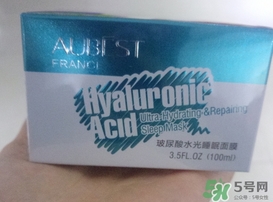 AUBEST
FRANCE
Hyaluronic
Acid Ultra-Hydrating & Repairing
Sleep Mask
玻尿酸水光睡眠面膜
3.5FL.OZ (100ml)
5号网